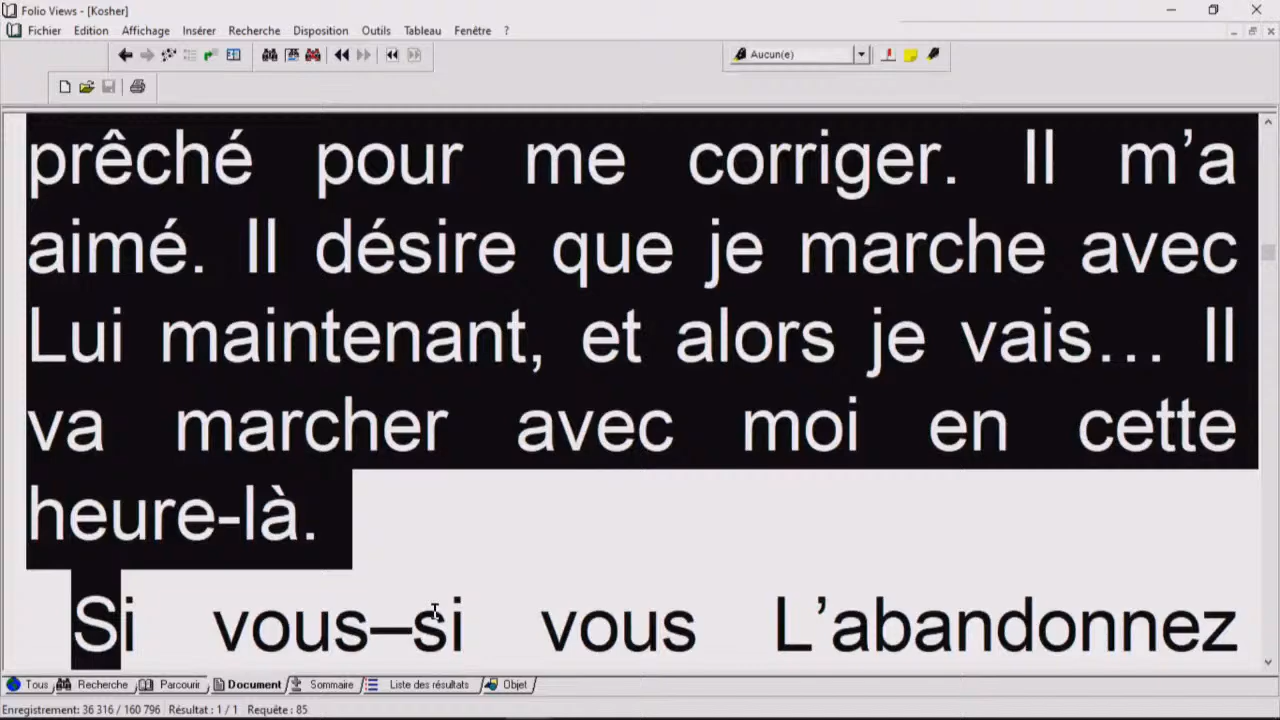 Folio Views - [Kosher]
Fichier Edition Affichage Insérer Recherche Disposition Outils Tableau Fenêtre ?
Aucun(e)
prêché pour me corriger. Il m’a
aimé. Il désire que je marche avec
Lui maintenant, et alors je vais… Il
va marcher avec moi en cette
heure-là.
Si vous–si vous L’abandonnez
Tous Recherche Parcourir Document Sommaire Liste des résultats Objet
Enregistrement: 36 316 / 160 796 Résultat : 1 / 1 Requête : 85